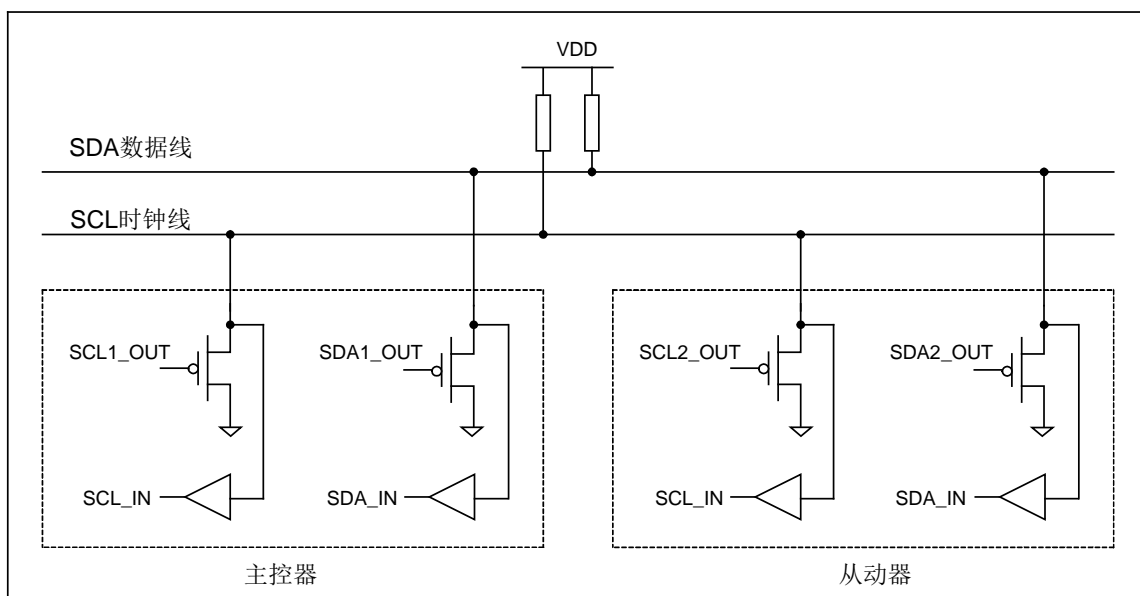 VDD
SDA数据线
SCL时钟线
SCL1_OUT
SDA1_OUT
SCL2_OUT
SDA2_OUT
SCL_IN
SDA_IN
SCL_IN
SDA_IN
主控器
从动器